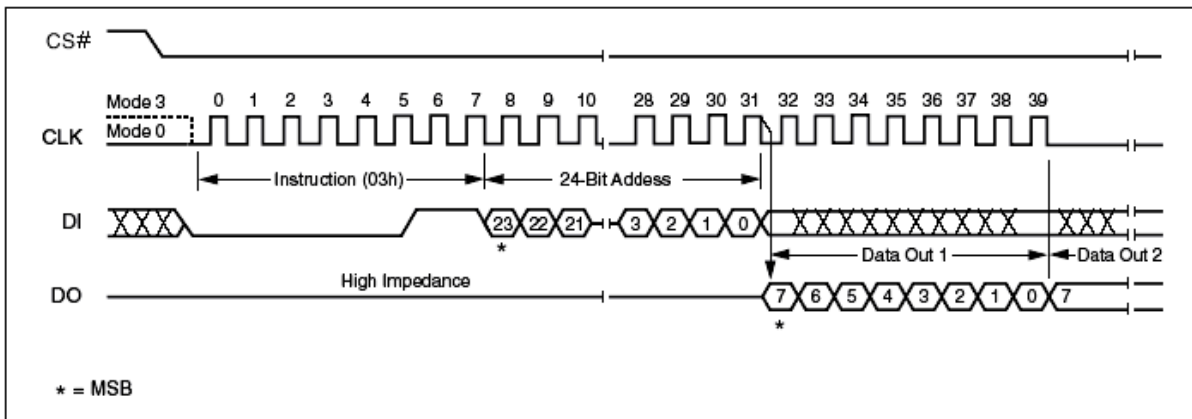 CS#
Mode 3
0 1 2 3 4 5 6 7 8 9 10 28 29 30 31 32 33 34 35 36 37 38 39
CLK
Mode 0
Instruction (03h)
24-Bit Addess
DI
23 22 21 3 2 1 0
*
Data Out 1
Data Out 2
High Impedance
DO
7 6 5 4 3 2 1 0 7
*
* = MSB